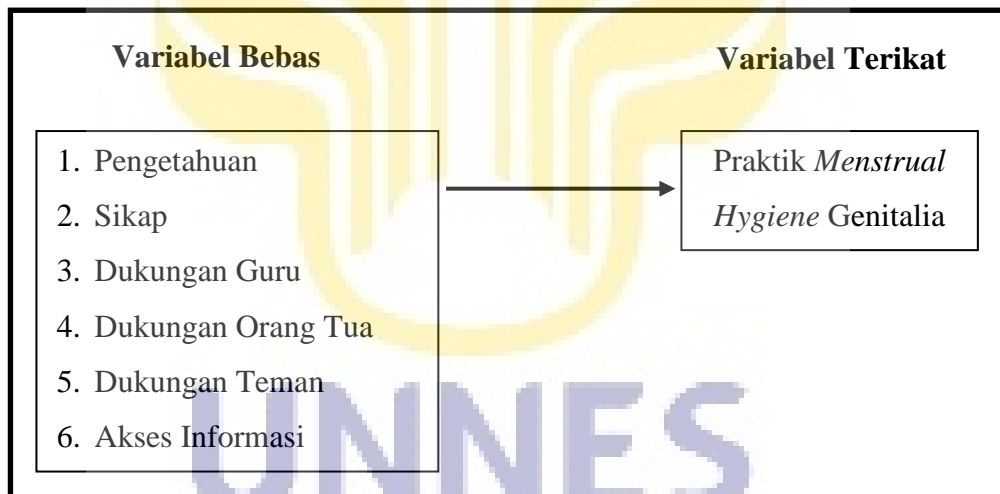 Variabel Bebas
Variabel Terikat
1. Pengetahuan
2. Sikap
3. Dukungan Guru
4. Dukungan Orang Tua
5. Dukungan Teman
6. Akses Informasi
Praktik Menstrual
Hygiene Genitalia
UNNES